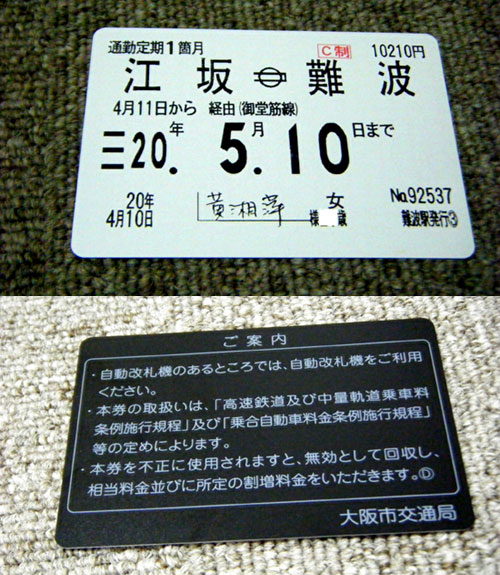 通勤定期1箇月 C制 10210円
江坂 難波
4月11日から 経由(御堂筋線)
20年. 5月.10日まで
20年 女 №92537
4月10日 黄湘萍 様 歳 難波駅発行③
ご案内
・自動改札機のあるところでは、自動改札機をご利用
ください。
・本券の取扱いは、「高速鉄道及び中量軌道乗車料
条例施行規程」及び「乗合自動車料金条例施行規程」
等の定めによります。
・本券を不正に使用されますと、無効として回収し、
相当料金並びに所定の割増料金をいただきます。Ⓓ
大阪市交通局